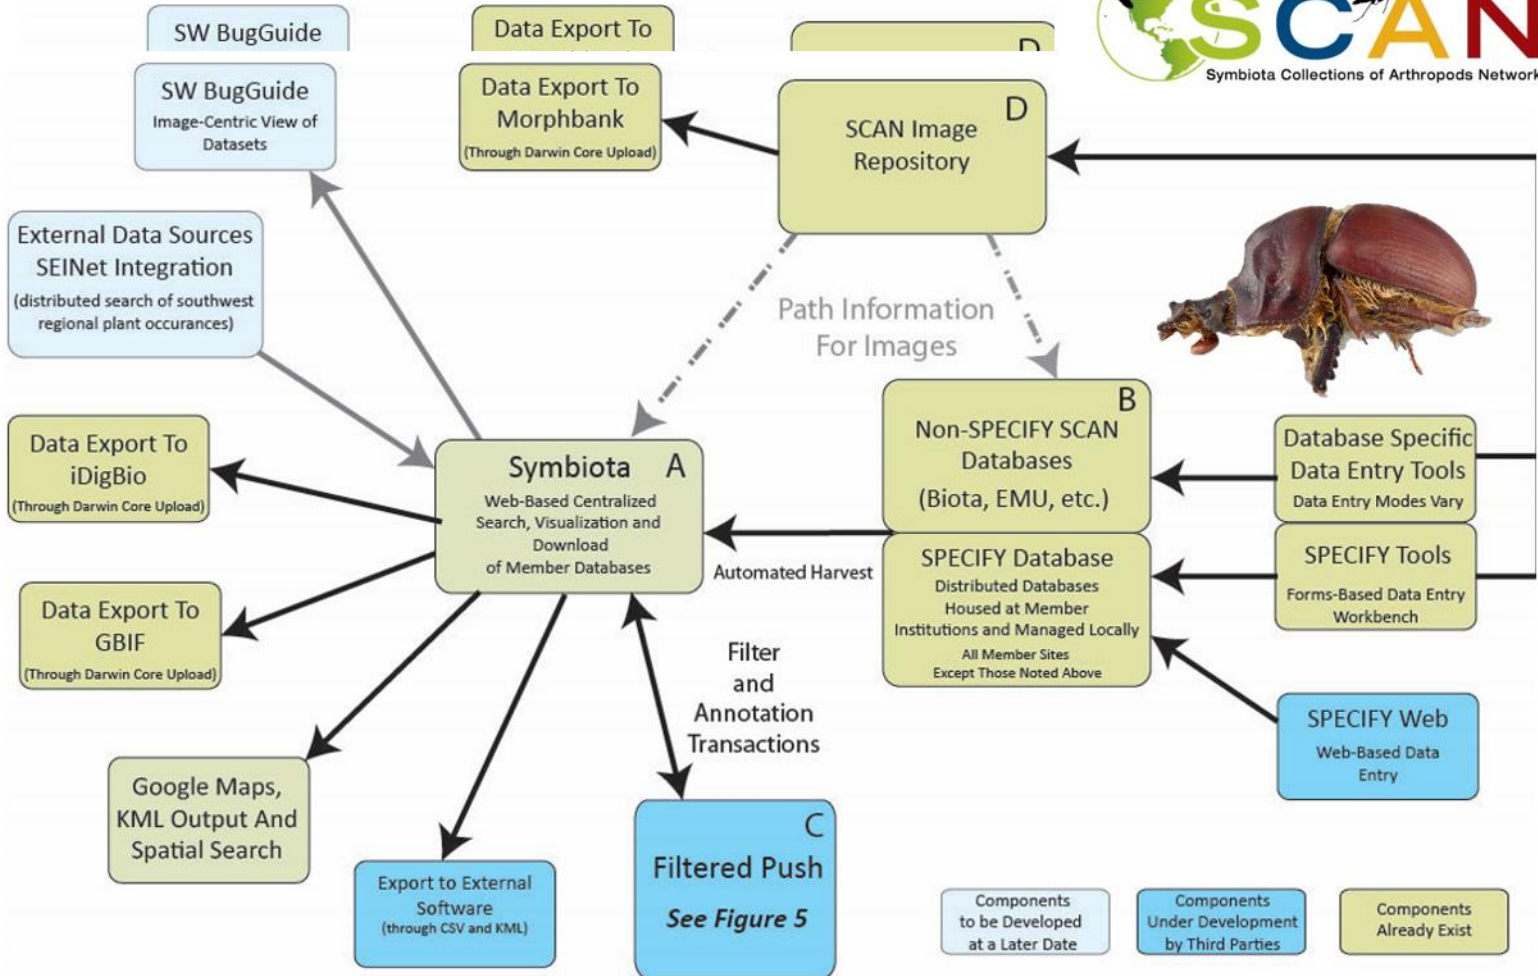 SW BugGuide
Data Export To
D
SCAN
Symbiota Collections of Arthropods Network
SW BugGuide
Image-Centric View of
Datasets
Data Export To
Morphbank
(Through Darwin Core Upload)
D
SCAN Image
Repository
External Data Sources
SEINet Integration
(distributed search of southwest
regional plant occurances)
Path Information
For Images
Data Export To
iDigBio
(Through Darwin Core Upload)
Symbiota A
Web-Based Centralized
Search, Visualization and
Download
of Member Databases
B
Non-SPECIFY SCAN
Databases
(Biota, EMU, etc.)
Database Specific
Data Entry Tools
Data Entry Modes Vary
Automated Harvest
SPECIFY Database
Distributed Databases
Housed at Member
Institutions and Managed Locally
All Member Sites
Except Those Noted Above
SPECIFY Tools
Forms-Based Data Entry
Workbench
Data Export To
GBIF
(Through Darwin Core Upload)
Filter
and
Annotation
Transactions
SPECIFY Web
Web-Based Data
Entry
Google Maps,
KML Output And
Spatial Search
Export to External
Software
(through CSV and KML)
C
Filtered Push
See Figure 5
Components
to be Developed
at a Later Date
Components
Under Development
by Third Parties
Components
Already Exist